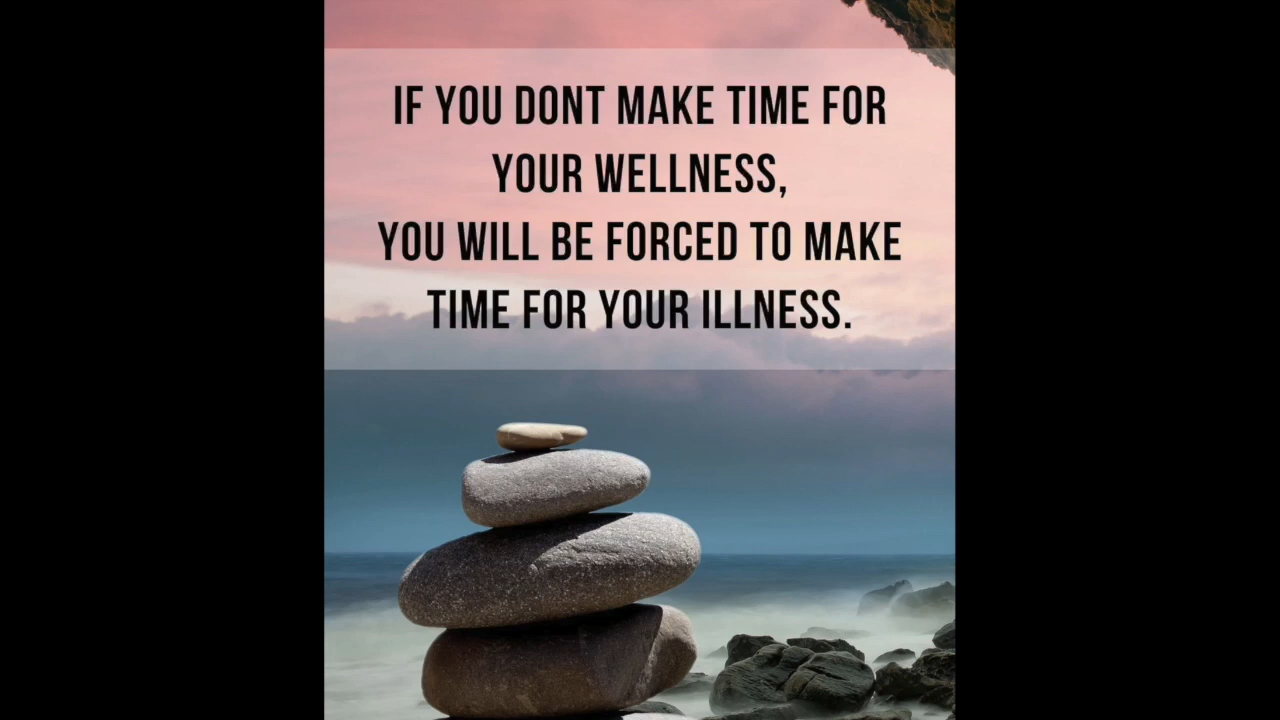 IF YOU DONT MAKE TIME FOR
YOUR WELLNESS,
YOU WILL BE FORCED TO MAKE
TIME FOR YOUR ILLNESS.